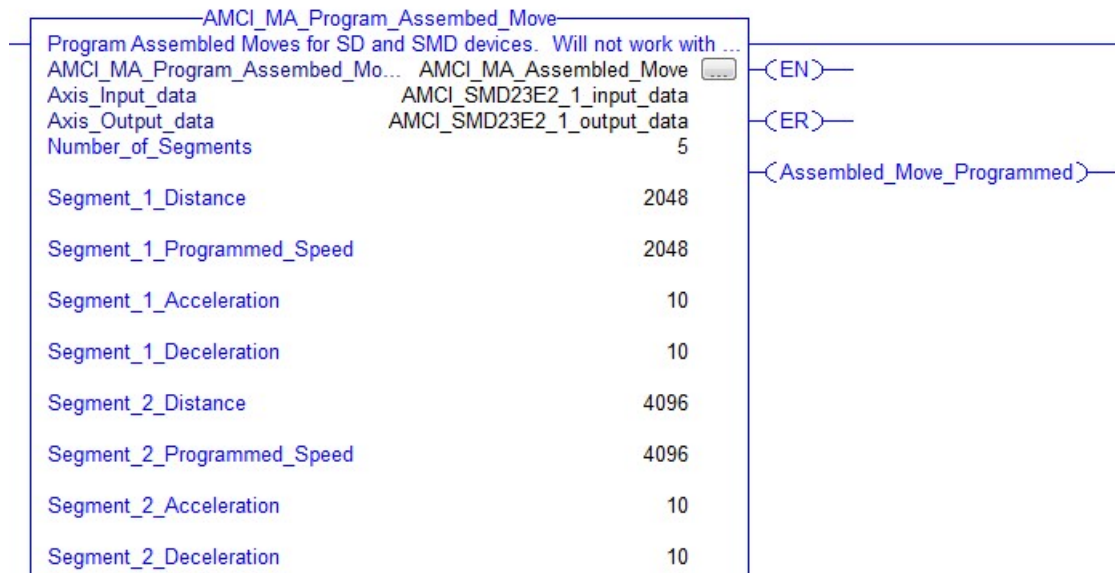 AMCI_MA_Program_Assembed_Move
Program Assembled Moves for SD and SMD devices.  Will not work with ...
AMCI_MA_Program_Assembed_Mo... AMCI_MA_Assembled_Move ... (EN)
Axis_Input_data AMCI_SMD23E2_1_input_data
Axis_Output_data AMCI_SMD23E2_1_output_data (ER)
Number_of_Segments 5
(Assembled_Move_Programmed)
Segment_1_Distance 2048
Segment_1_Programmed_Speed 2048
Segment_1_Acceleration 10
Segment_1_Deceleration 10
Segment_2_Distance 4096
Segment_2_Programmed_Speed 4096
Segment_2_Acceleration 10
Segment_2_Deceleration 10